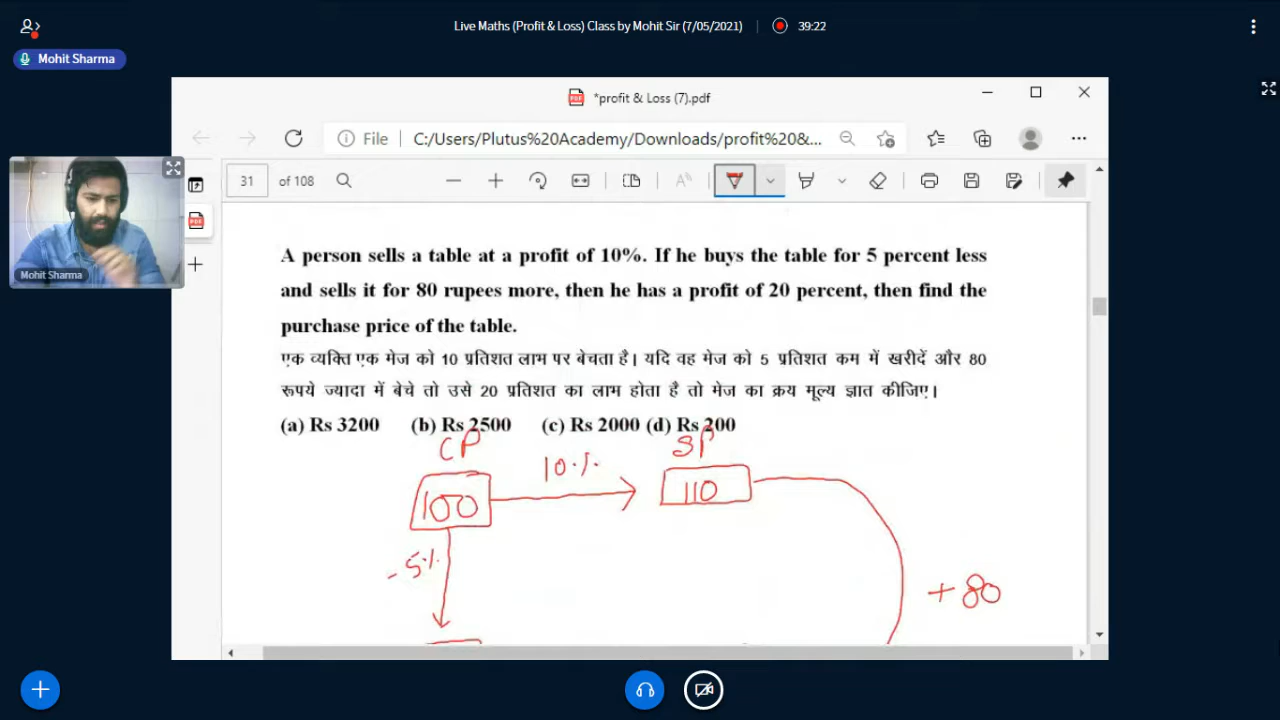 Live Maths (Profit & Loss) Class by Mohit Sir (7/05/2021)
39:22
Mohit Sharma
*profit & Loss (7).pdf
File
C:/Users/Plutus%20Academy/Downloads/profit%20&...
31 of 108
Mohit Sharma
A person sells a table at a profit of 10%. If he buys the table for 5 percent less
and sells it for 80 rupees more, then he has a profit of 20 percent, then find the
purchase price of the table.
एक व्यक्ति एक मेज को 10 प्रतिशत लाभ पर बेचता है। यदि वह मेज को 5 प्रतिशत कम में खरीदें और 80
रूपये ज्यादा में बेचे तो उसे 20 प्रतिशत का लाभ होता है तो मेज का क्रय मूल्य ज्ञात कीजिए।
(a) Rs 3200 (b) Rs 2500 (c) Rs 2000 (d) Rs 200
CP SP
10%
100 110
-5%
+80